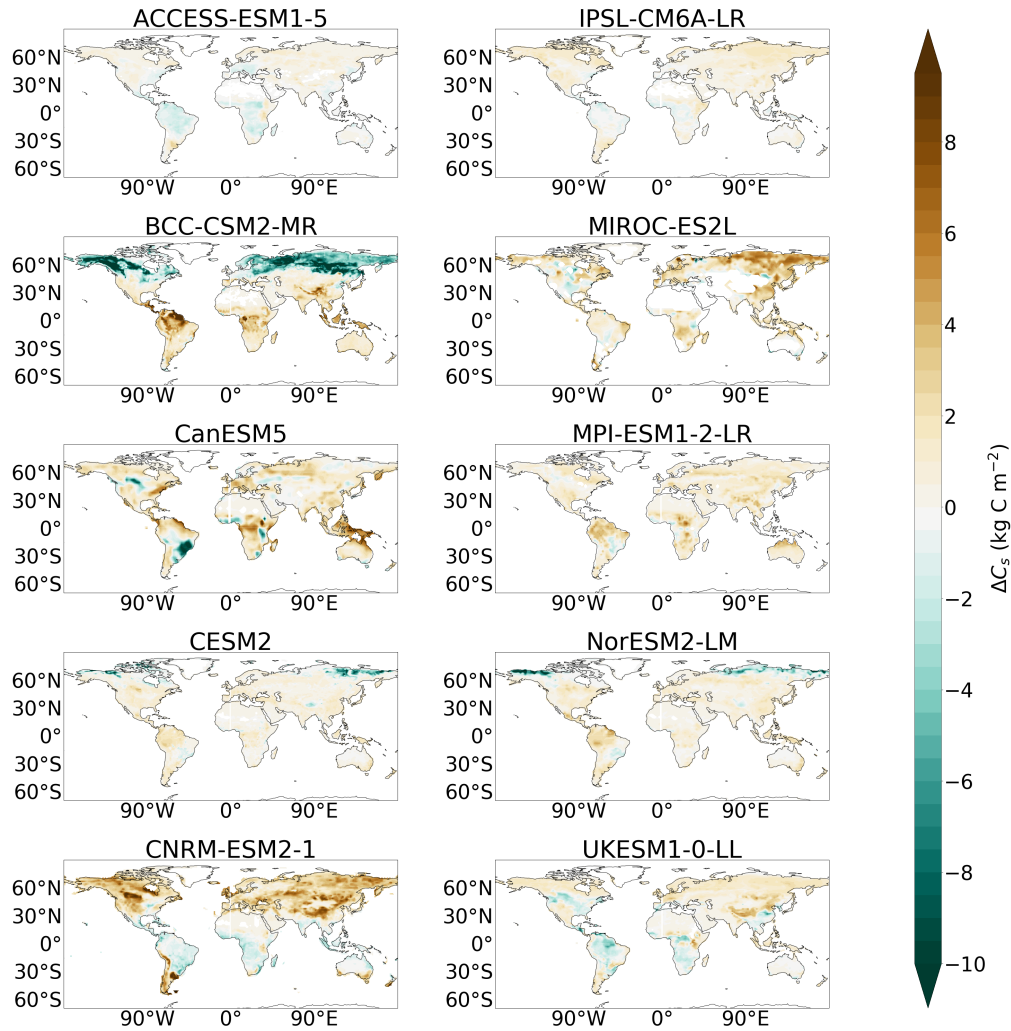 ACCESS-ESM1-5
60°N
30°N
0°
30°S
60°S
90°W 0° 90°E
IPSL-CM6A-LR
60°N
30°N
0°
30°S
60°S
90°W 0° 90°E
BCC-CSM2-MR
60°N
30°N
0°
30°S
60°S
90°W 0° 90°E
MIROC-ES2L
60°N
30°N
0°
30°S
60°S
90°W 0° 90°E
CanESM5
60°N
30°N
0°
30°S
60°S
90°W 0° 90°E
MPI-ESM1-2-LR
60°N
30°N
0°
30°S
60°S
90°W 0° 90°E
CESM2
60°N
30°N
0°
30°S
60°S
90°W 0° 90°E
NorESM2-LM
60°N
30°N
0°
30°S
60°S
90°W 0° 90°E
CNRM-ESM2-1
60°N
30°N
0°
30°S
60°S
90°W 0° 90°E
UKESM1-0-LL
60°N
30°N
0°
30°S
60°S
90°W 0° 90°E
8
6
4
2
0
−2
−4
−6
−8
−10
ΔCₛ (kg C m⁻²)